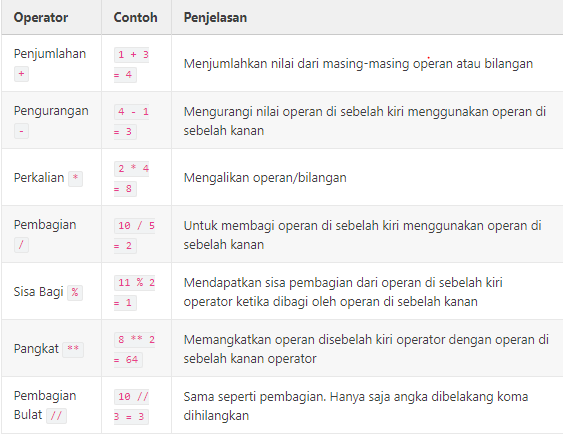 Operator Contoh Penjelasan
Penjumlahan 1 + 3 Menjumlahkan nilai dari masing-masing operan atau bilangan
+ = 4
Pengurangan 4 - 1 Mengurangi nilai operan di sebelah kiri menggunakan operan di
- = 3 sebelah kanan
Perkalian * 2 * 4 Mengalikan operan/bilangan
= 8
Pembagian 10 / 5 Untuk membagi operan di sebelah kiri menggunakan operan di
/ = 2 sebelah kanan
Sisa Bagi % 11 % 2 Mendapatkan sisa pembagian dari operan di sebelah kiri
= 1 operator ketika dibagi oleh operan di sebelah kanan
Pangkat ** 8 ** 2 Memangkatkan operan disebelah kiri operator dengan operan di
= 64 sebelah kanan operator
Pembagian 10 // Sama seperti pembagian. Hanya saja angka dibelakang koma
Bulat // 3 = 3 dihilangkan